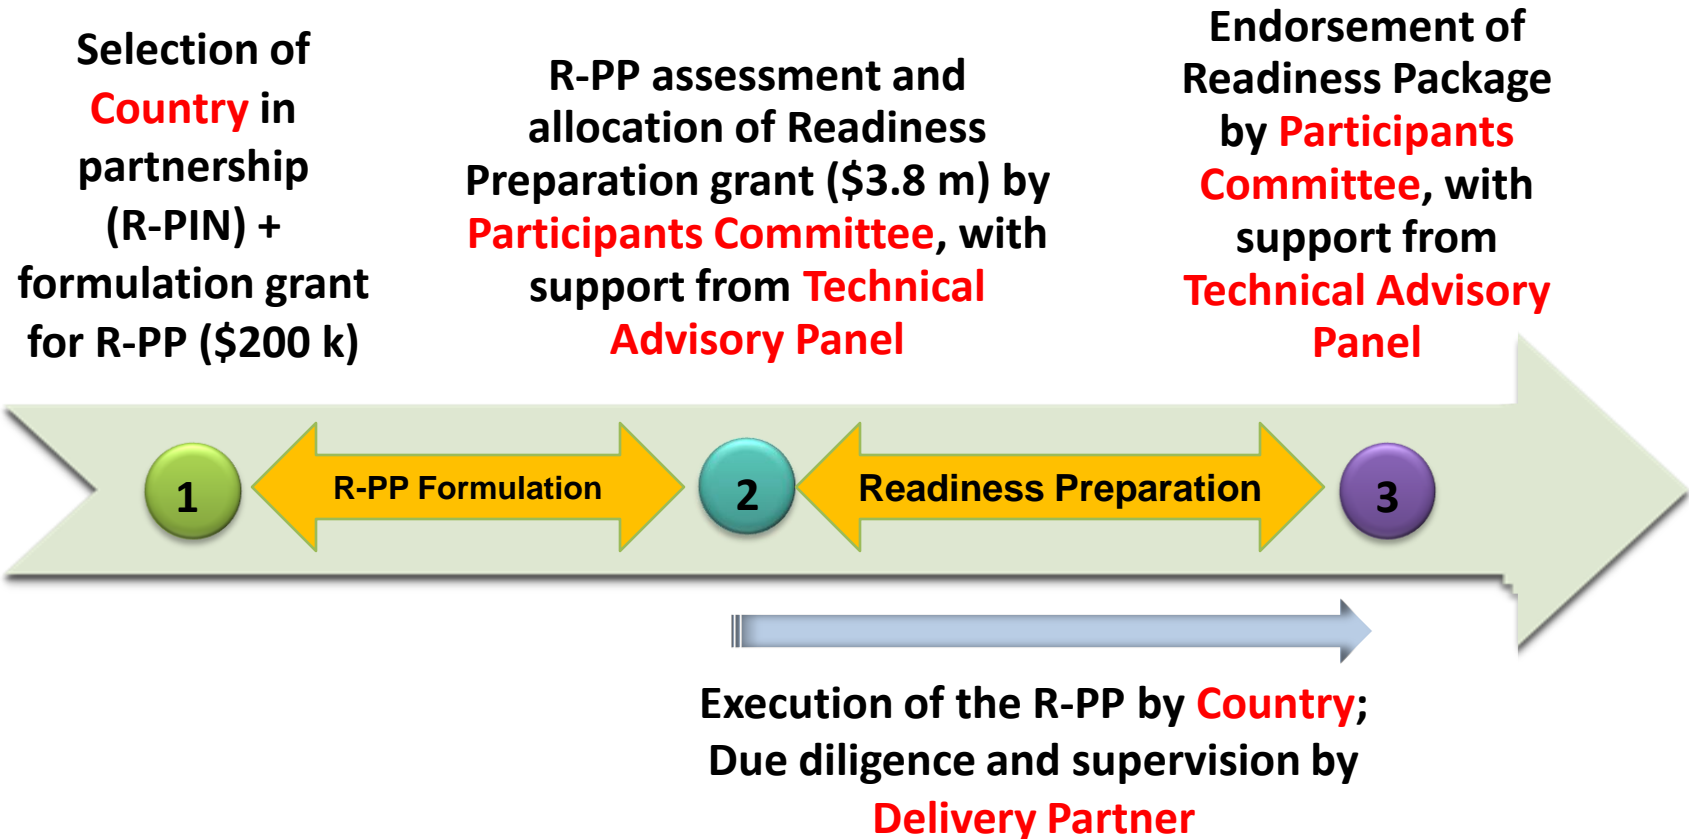 Selection of
Country in
partnership
(R-PIN) +
formulation grant
for R-PP ($200 k)
R-PP assessment and
allocation of Readiness
Preparation grant ($3.8 m) by
Participants Committee, with
support from Technical
Advisory Panel
Endorsement of
Readiness Package
by Participants
Committee, with
support from
Technical Advisory
Panel
1
R-PP Formulation
2
Readiness Preparation
3
Execution of the R-PP by Country;
Due diligence and supervision by
Delivery Partner